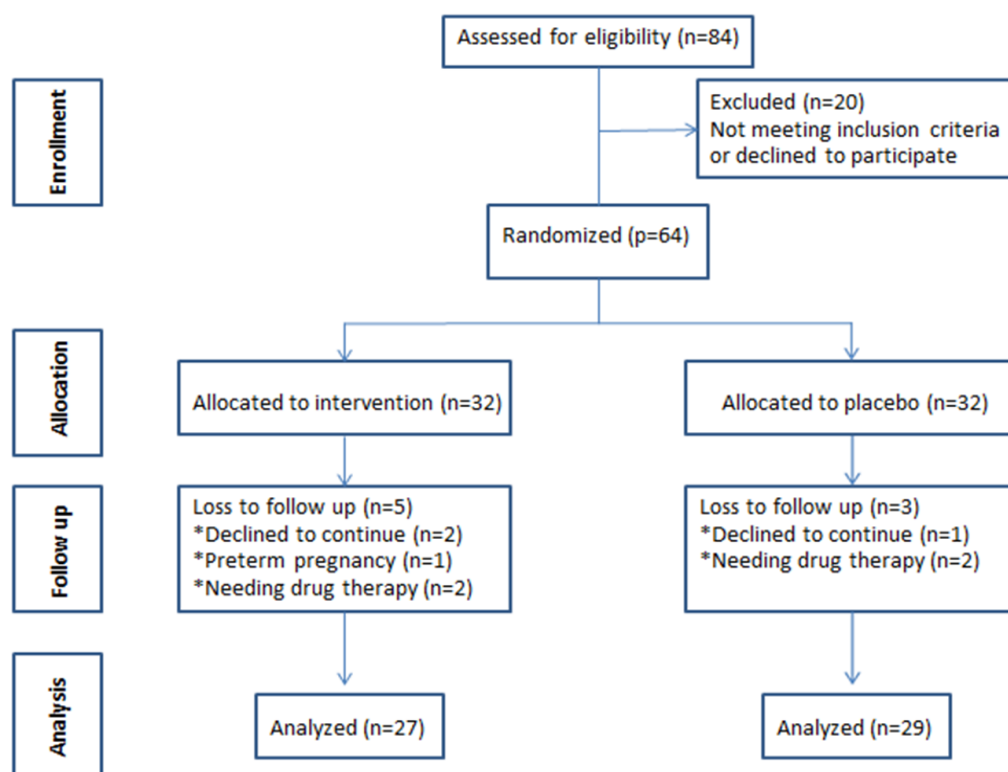 Assessed for eligibility (n=84)
Enrollment
Excluded (n=20)
Not meeting inclusion criteria
or declined to participate
Randomized (p=64)
Allocation
Allocated to intervention (n=32)
Allocated to placebo (n=32)
Follow up
Loss to follow up (n=5)
*Declined to continue (n=2)
*Preterm pregnancy (n=1)
*Needing drug therapy (n=2)
Loss to follow up (n=3)
*Declined to continue (n=1)
*Needing drug therapy (n=2)
Analysis
Analyzed (n=27)
Analyzed (n=29)